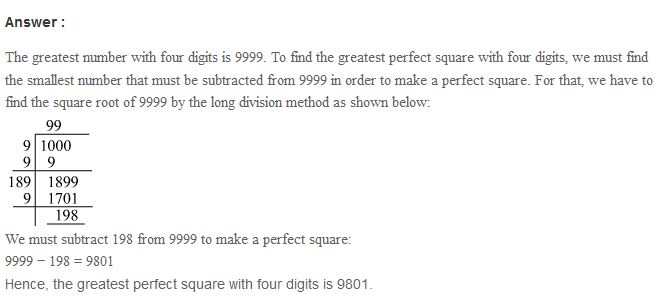 Answer :
The greatest number with four digits is 9999. To find the greatest perfect square with four digits, we must find
the smallest number that must be subtracted from 9999 in order to make a perfect square. For that, we have to
find the square root of 9999 by the long division method as shown below:
99
9 1000
9 9
189 1899
9 1701
198
We must subtract 198 from 9999 to make a perfect square:
9999 − 198 = 9801
Hence, the greatest perfect square with four digits is 9801.